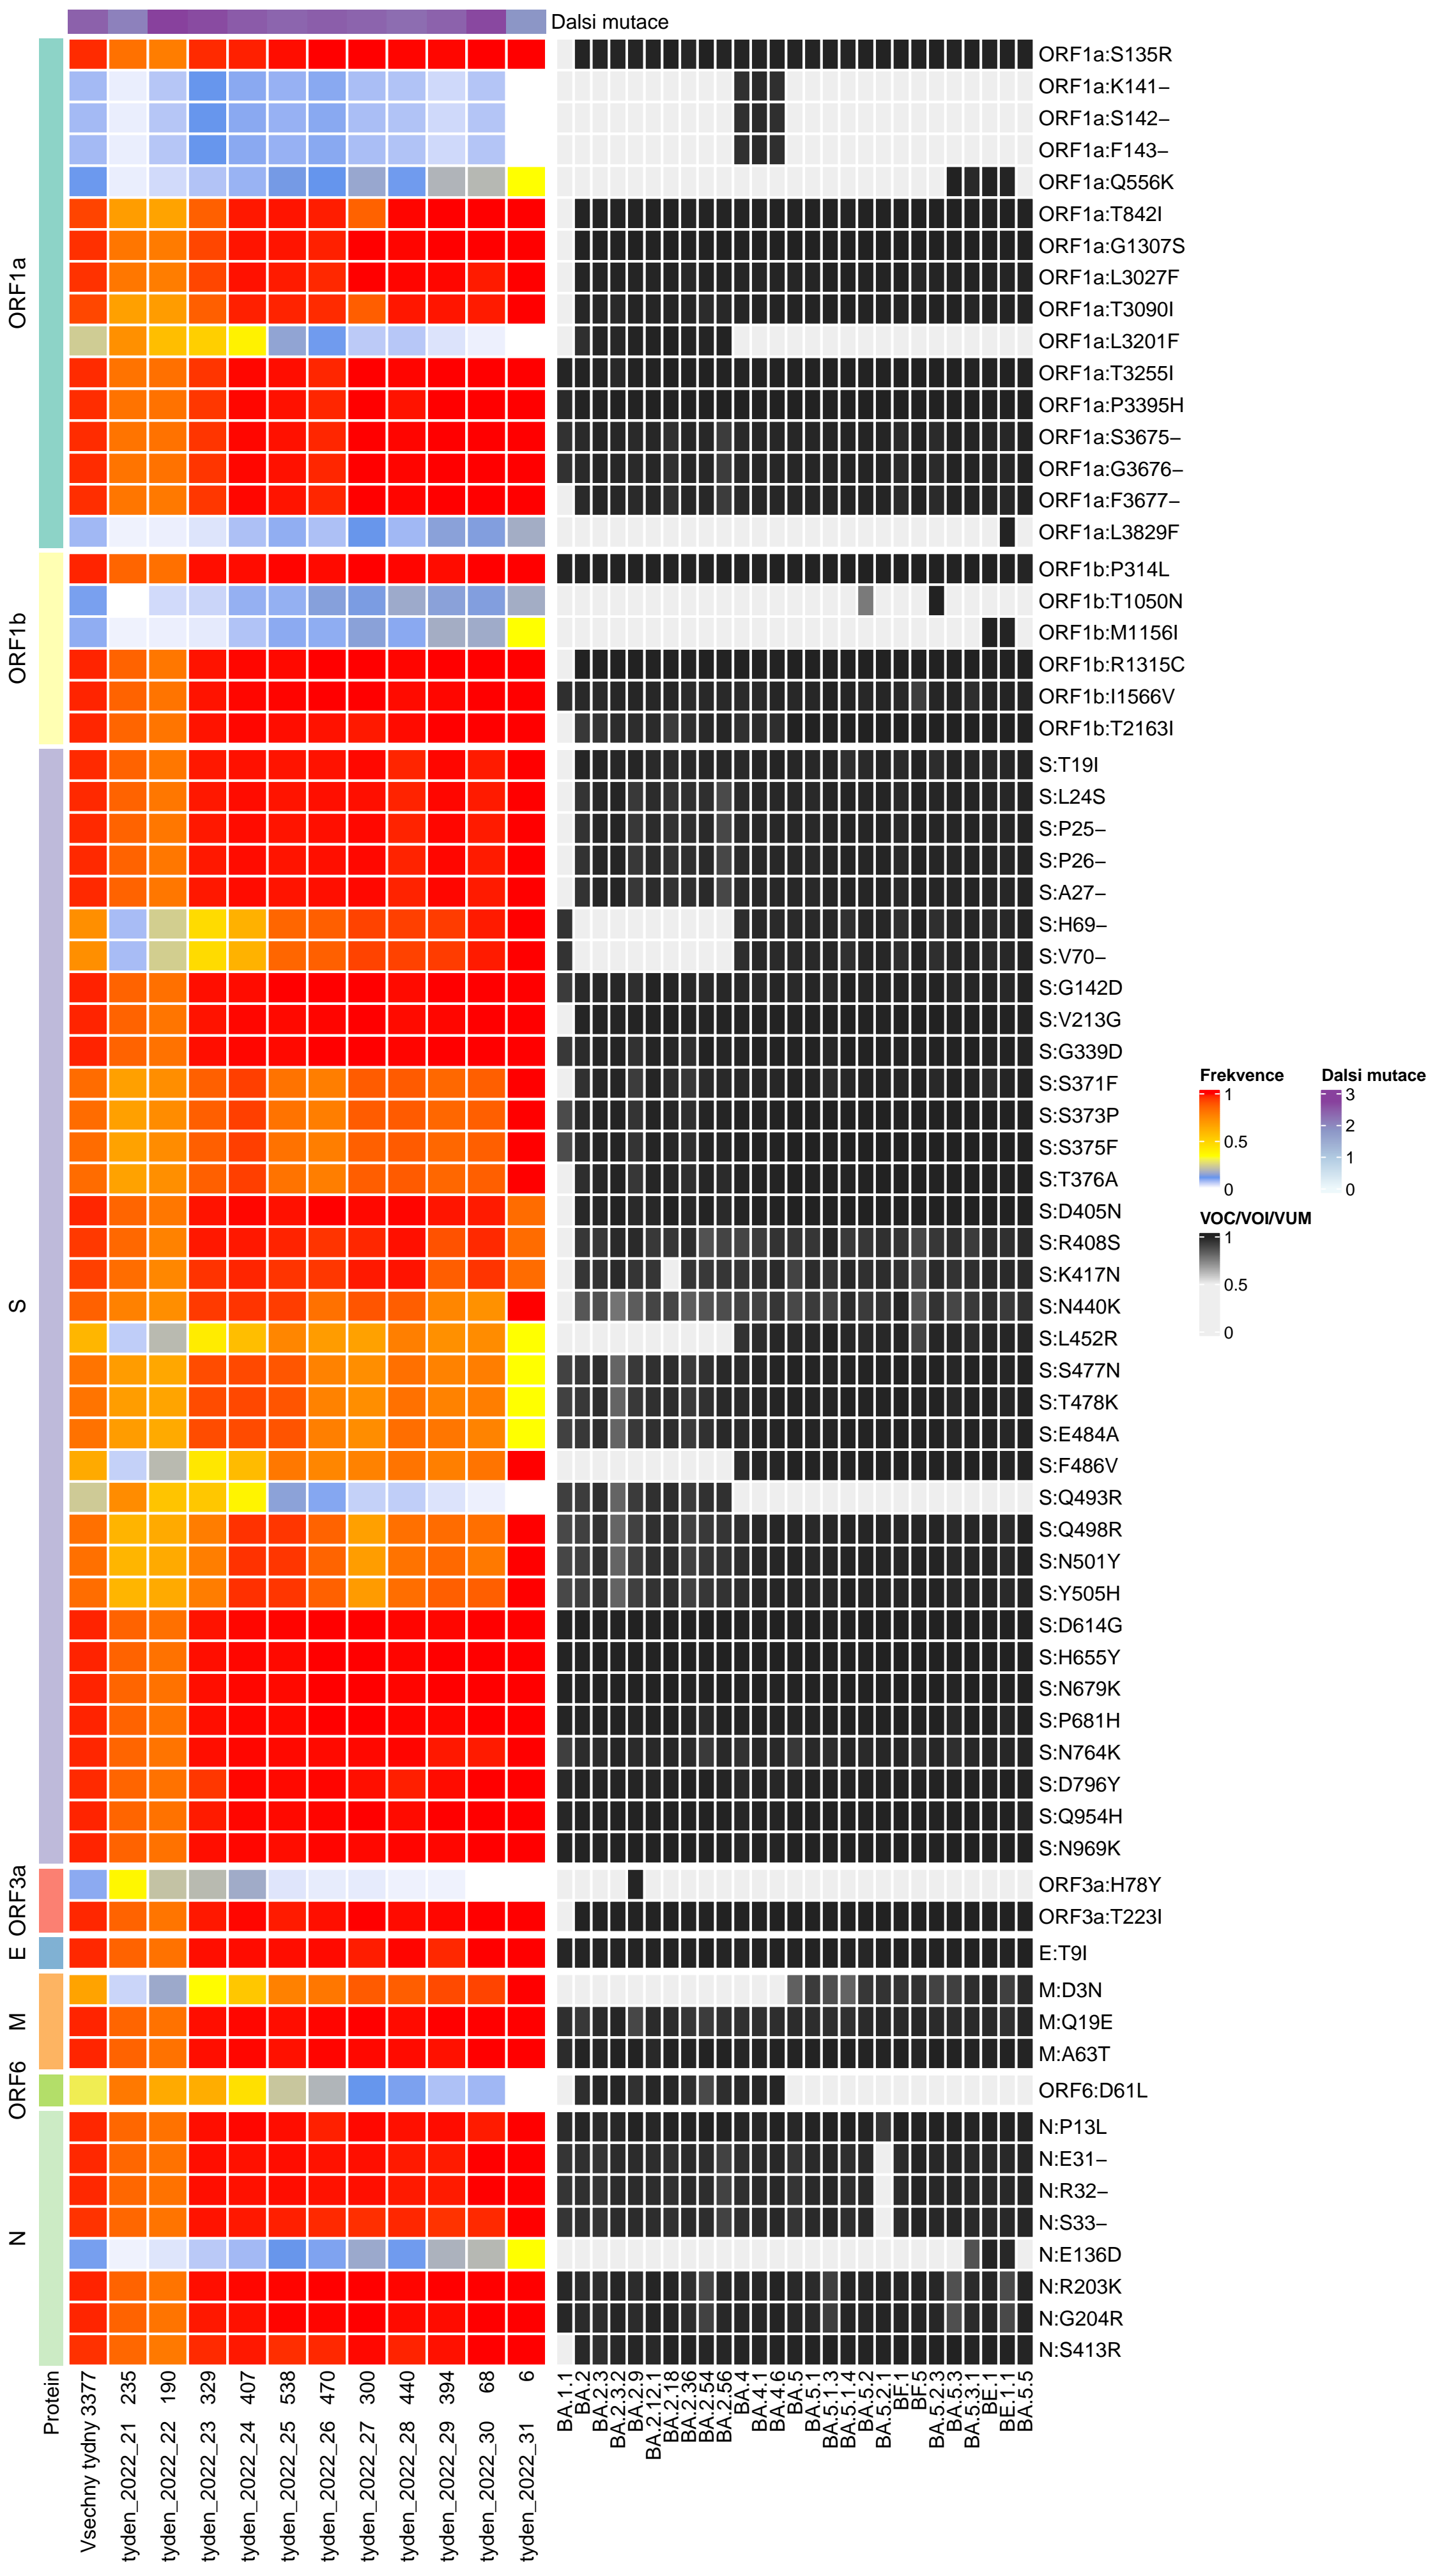 Dalsi mutace
ORF1a
ORF1a:S135R
ORF1a:K141–
ORF1a:S142–
ORF1a:F143–
ORF1a:Q556K
ORF1a:T842I
ORF1a:G1307S
ORF1a:L3027F
ORF1a:T3090I
ORF1a:L3201F
ORF1a:T3255I
ORF1a:P3395H
ORF1a:S3675–
ORF1a:G3676–
ORF1a:F3677–
ORF1a:L3829F
ORF1b
ORF1b:P314L
ORF1b:T1050N
ORF1b:M1156I
ORF1b:R1315C
ORF1b:I1566V
ORF1b:T2163I
S
S:T19I
S:L24S
S:P25–
S:P26–
S:A27–
S:H69–
S:V70–
S:G142D
S:V213G
S:G339D
S:S371F
S:S373P
S:S375F
S:T376A
S:D405N
S:R408S
S:K417N
S:N440K
S:L452R
S:S477N
S:T478K
S:E484A
S:F486V
S:Q493R
S:Q498R
S:N501Y
S:Y505H
S:D614G
S:H655Y
S:N679K
S:P681H
S:N764K
S:D796Y
S:Q954H
S:N969K
ORF3a
ORF3a:H78Y
ORF3a:T223I
E
E:T9I
M
M:D3N
M:Q19E
M:A63T
ORF6
ORF6:D61L
N
N:P13L
N:E31–
N:R32–
N:S33–
N:E136D
N:R203K
N:G204R
N:S413R
Protein
Vsechny tydny 3377
tyden_2022_21 235
tyden_2022_22 190
tyden_2022_23 329
tyden_2022_24 407
tyden_2022_25 538
tyden_2022_26 470
tyden_2022_27 300
tyden_2022_28 440
tyden_2022_29 394
tyden_2022_30 68
tyden_2022_31 6
BA.1.1
BA.2
BA.2.3
BA.2.3.2
BA.2.9
BA.2.12.1
BA.2.18
BA.2.36
BA.2.54
BA.2.56
BA.4
BA.4.1
BA.4.6
BA.5
BA.5.1
BA.5.1.3
BA.5.1.4
BA.5.2
BA.5.2.1
BF.1
BF.5
BA.5.2.3
BA.5.3
BA.5.3.1
BE.1
BE.1.1
BA.5.5
Frekvence
1
0.5
0
Dalsi mutace
3
2
1
0
VOC/VOI/VUM
1
0.5
0